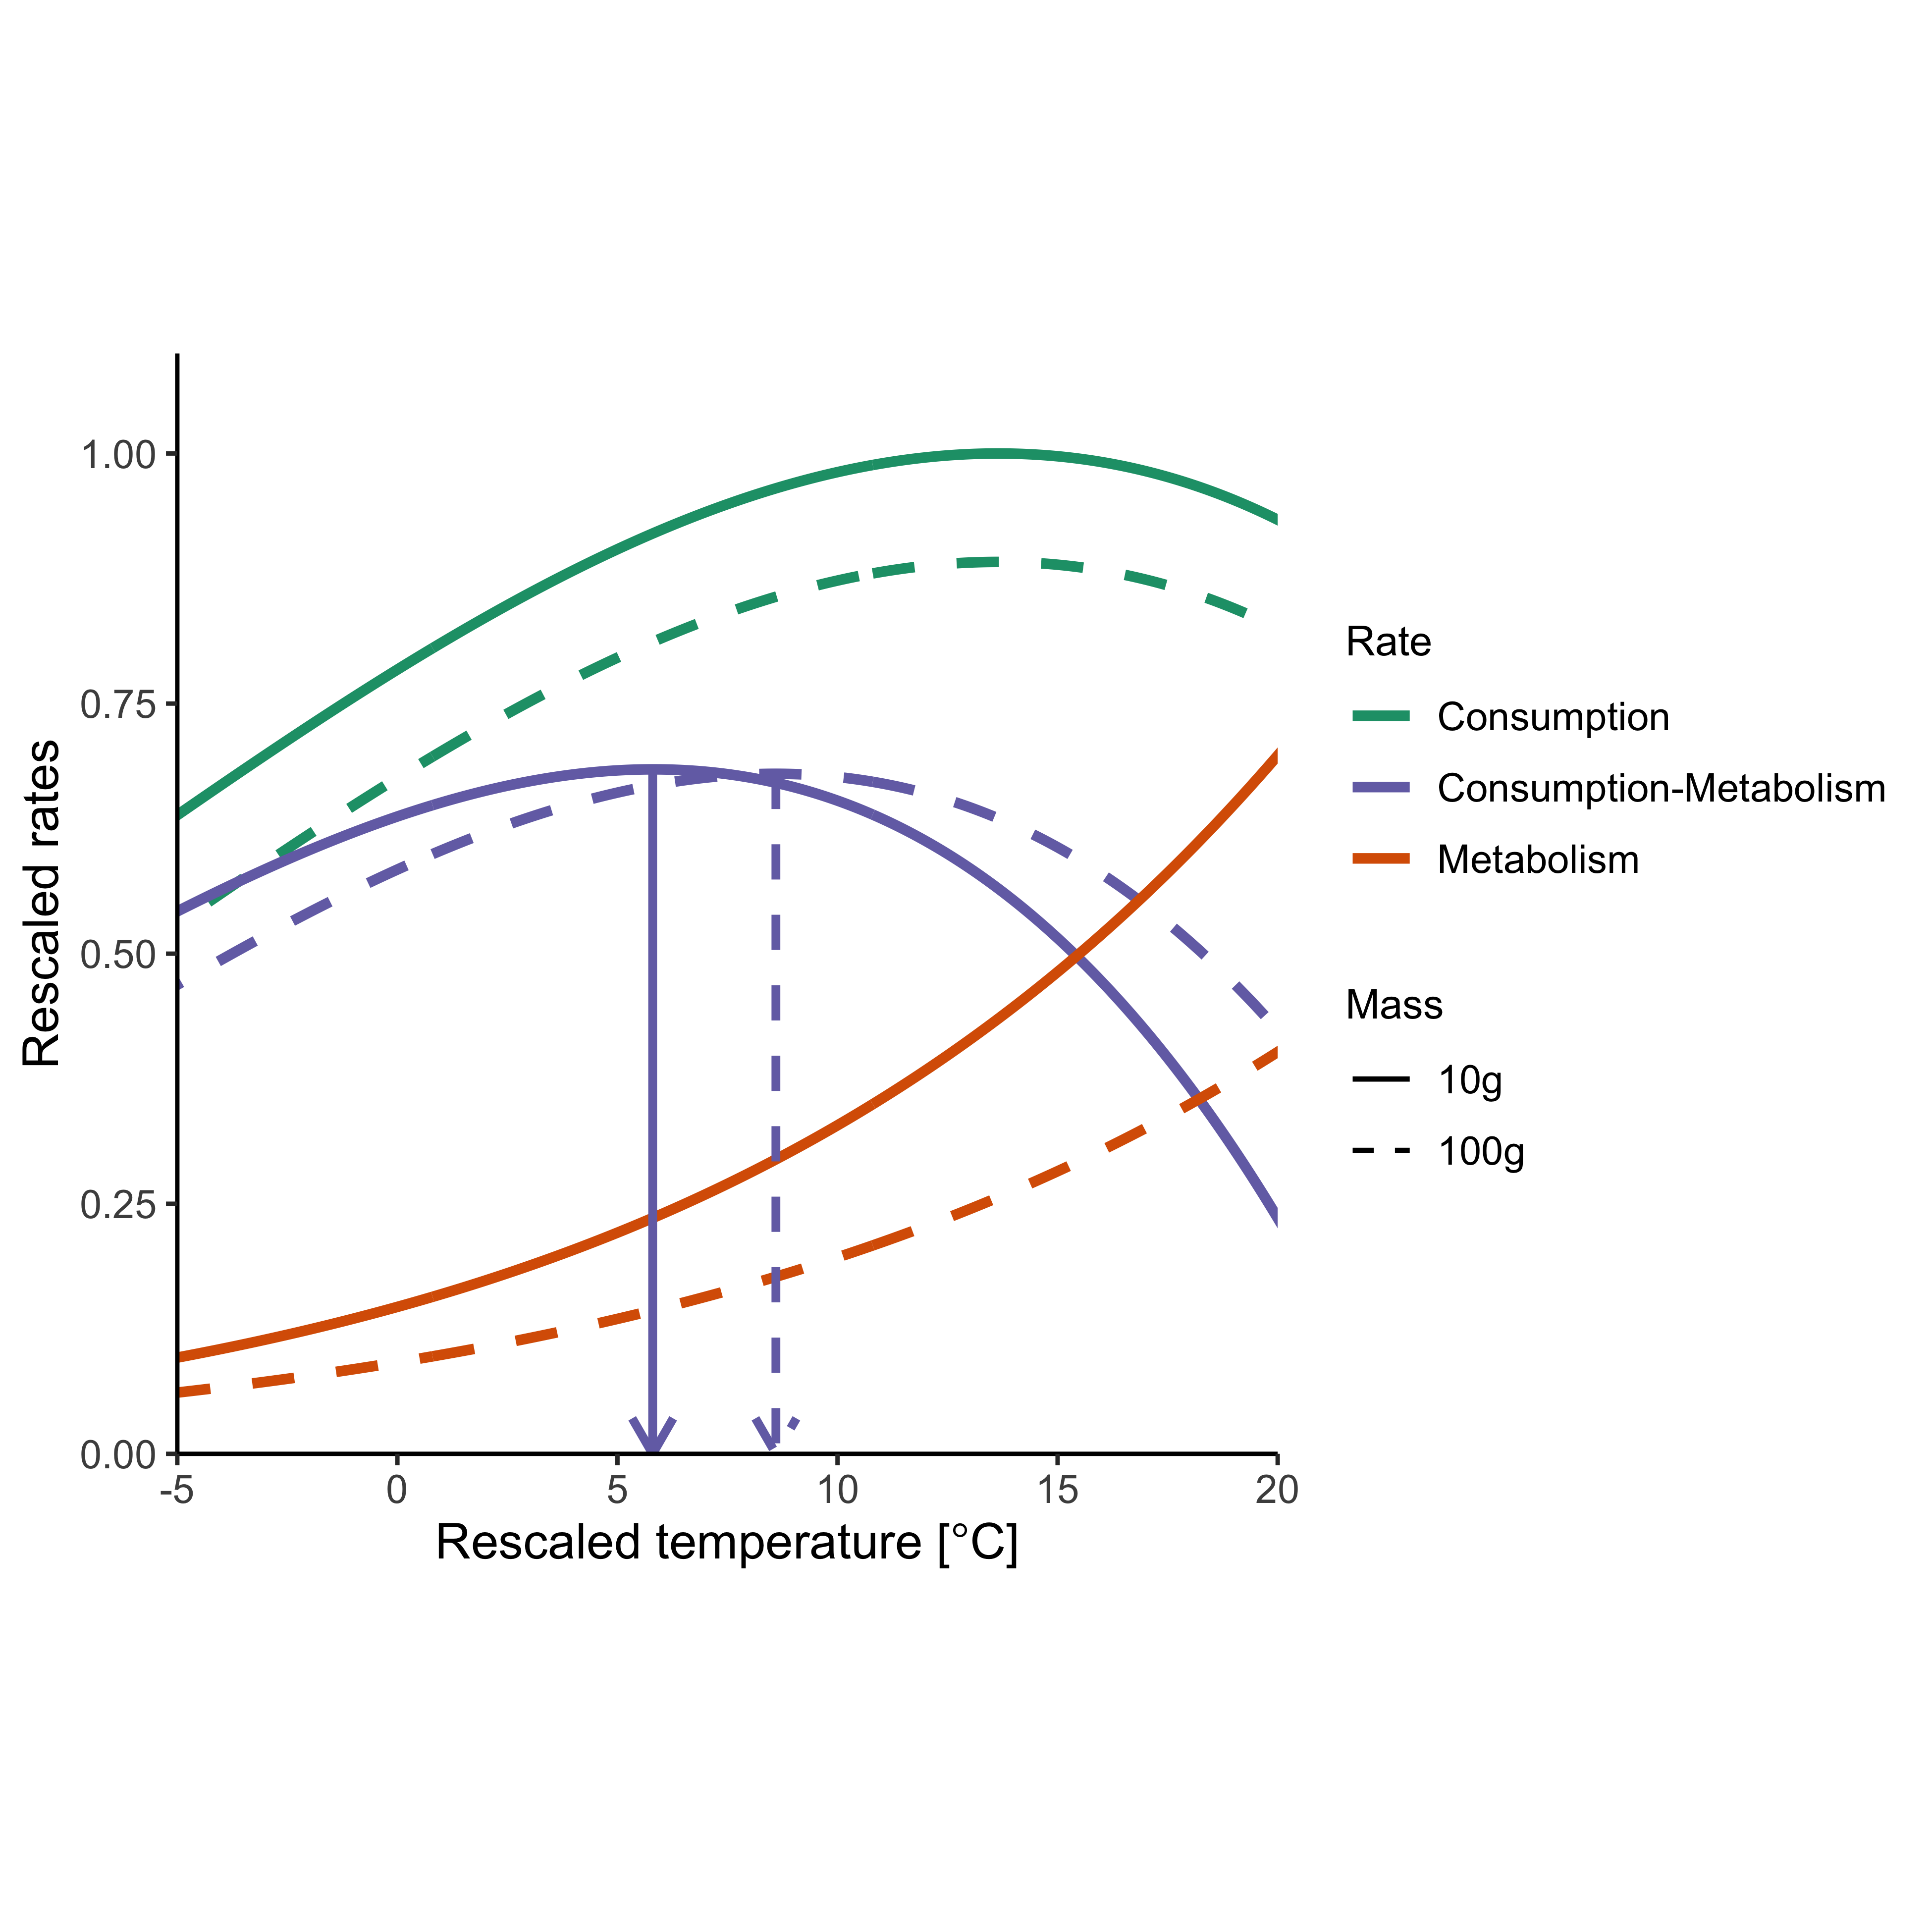 Rescaled rates
1.00
0.75
0.50
0.25
0.00
-5 0 5 10 15 20
Rescaled temperature [°C]
Rate
Consumption
Consumption-Metabolism
Metabolism
Mass
10g
100g